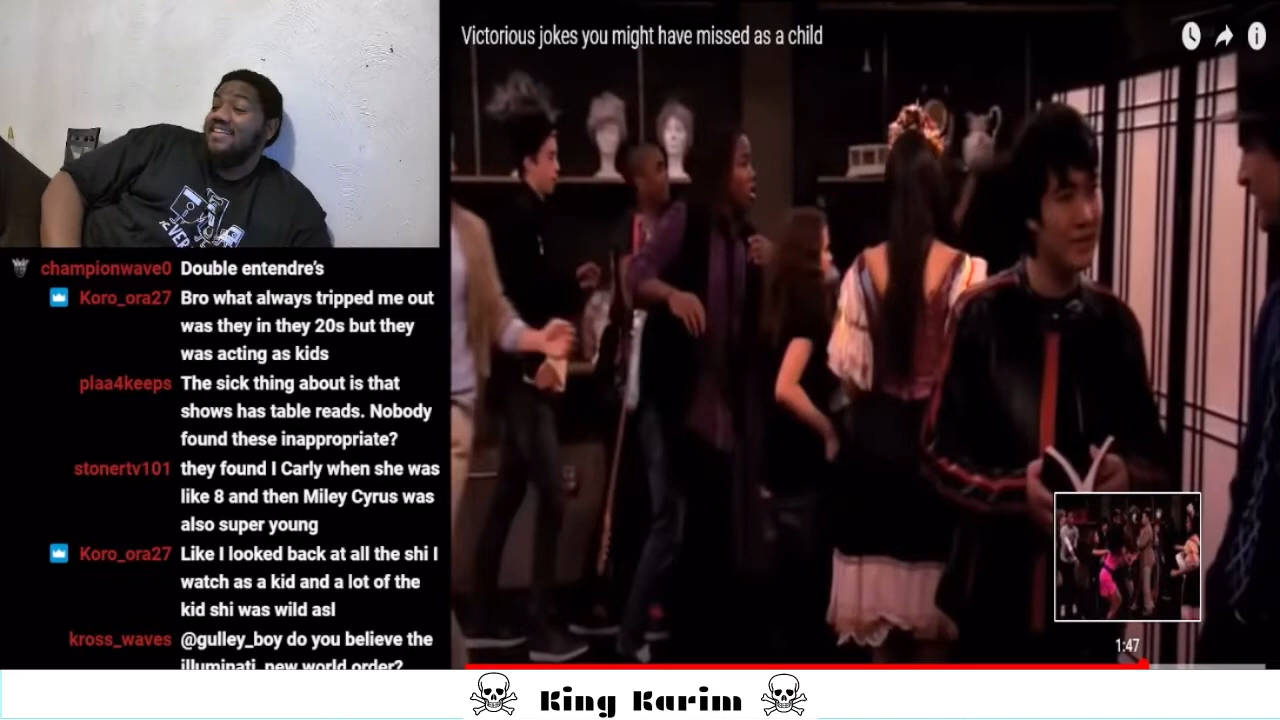 Victorious jokes you might have missed as a child
championwave0 Double entendre's
Koro_ora27 Bro what always tripped me out
was they in they 20s but they
was acting as kids
plaa4keeps The sick thing about is that
shows has table reads. Nobody
found these inappropriate?
stonertv101 they found I Carly when she was
like 8 and then Miley Cyrus was
also super young
Koro_ora27 Like I looked back at all the shi I
watch as a kid and a lot of the
kid shi was wild asl
kross_waves @gulley_boy do you believe the
illuminati, new world order?
1:47
King Karim